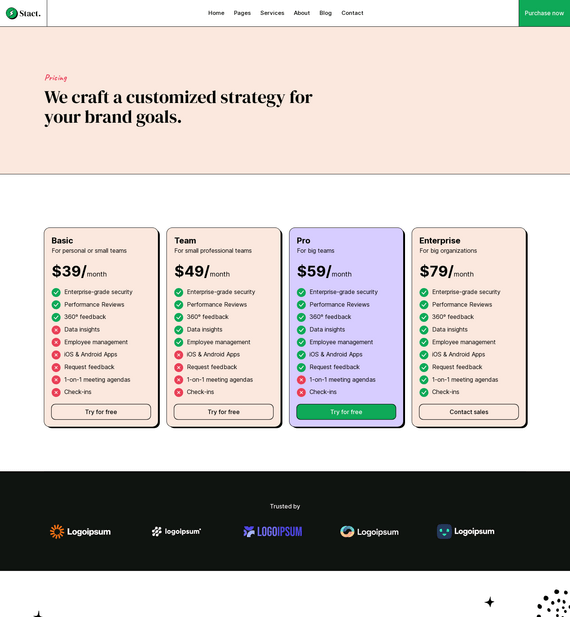 Stact.
Home
Pages
Services
About
Blog
Contact
Purchase now
Prising
We craft a customized strategy for
your brand goals.
Basic
For personal or small teams
$39/month
Enterprise-grade security
Performance Reviews
360° feedback
Data insights
Employee management
iOS & Android Apps
Request feedback
1-on-1 meeting agendas
Check-ins
Try for free
Team
For small professional teams
$49/month
Enterprise-grade security
Performance Reviews
360° feedback
Data insights
Employee management
iOS & Android Apps
Request feedback
1-on-1 meeting agendas
Check-ins
Try for free
Pro
For big teams
$59/month
Enterprise-grade security
Performance Reviews
360° feedback
Data insights
Employee management
iOS & Android Apps
Request feedback
1-on-1 meeting agendas
Check-ins
Try for free
Enterprise
For big organizations
$79/month
Enterprise-grade security
Performance Reviews
360° feedback
Data insights
Employee management
iOS & Android Apps
Request feedback
1-on-1 meeting agendas
Check-ins
Contact sales
Trusted by
Logoipsum
logoipsum
LOGOIPSUM
Logoipsum
Logoipsum